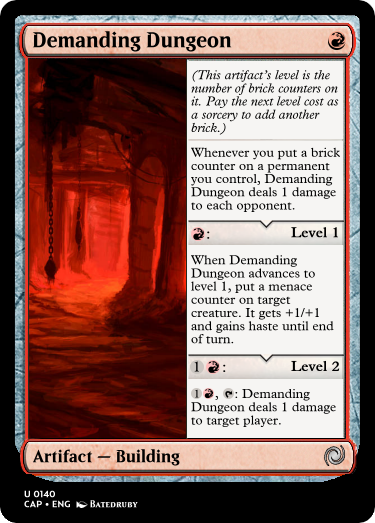 Demanding Dungeon
(This artifact's level is the
number of brick counters on
it. Pay the next level cost as
a sorcery to add another
brick.)
Whenever you put a brick
counter on a permanent
you control, Demanding
Dungeon deals 1 damage
to each opponent.
: Level 1
When Demanding
Dungeon advances to
level 1, put a menace
counter on target
creature. It gets +1/+1
and gains haste until end
of turn.
1 : Level 2
1 , : Demanding
Dungeon deals 1 damage
to target player.
Artifact — Building
U 0140
CAP • ENG Batedruby